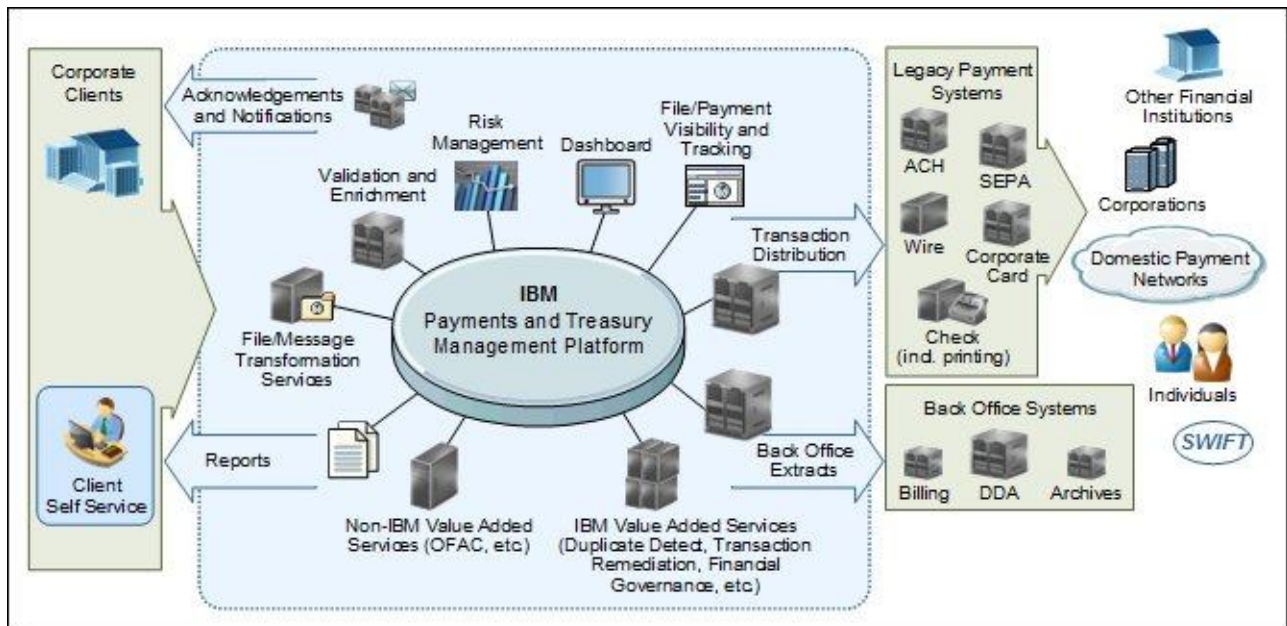 Corporate
Clients
Acknowledgements
and Notifications
Risk
Management
Dashboard
File/Payment
Visibility and
Tracking
Validation and
Enrichment
File/Message
Transformation
Services
IBM
Payments and Treasury
Management Platform
Transaction
Distribution
Legacy Payment
Systems
ACH
SEPA
Wire
Corporate
Card
Check
(incl. printing)
Other Financial
Institutions
Corporations
Domestic Payment
Networks
Individuals
SWIFT
Client
Self Service
Reports
Non-IBM Value Added
Services (OFAC, etc.)
IBM Value Added Services
(Duplicate Detect, Transaction
Remediation, Financial
Governance, etc.)
Back Office
Extracts
Back Office Systems
Billing
DDA
Archives